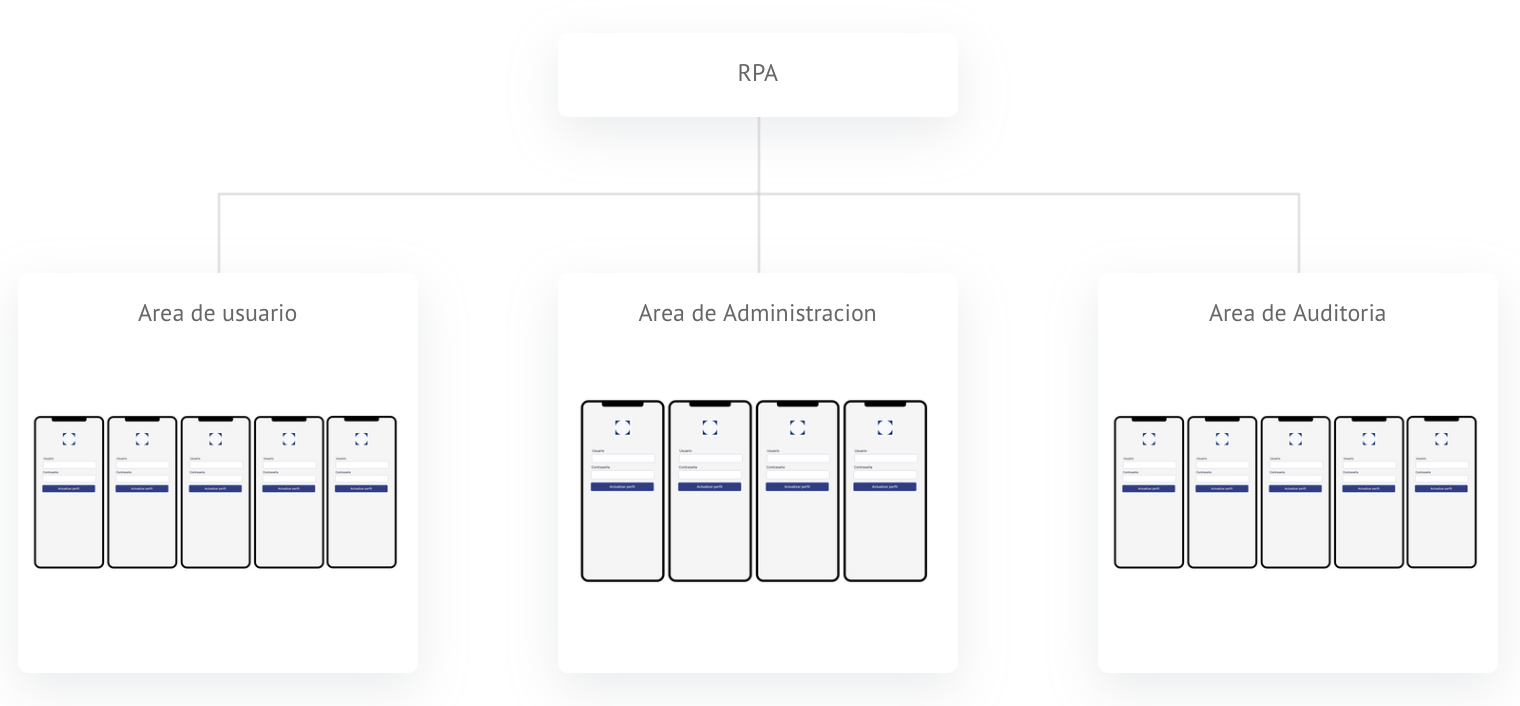 RPA
Area de usuario
Area de Administracion
Area de Auditoria
Usuario
Usuario
Usuario
Usuario
Usuario
Contraseña
Contraseña
Contraseña
Contraseña
Contraseña
Actualizar perfil
Actualizar perfil
Actualizar perfil
Actualizar perfil
Actualizar perfil
Usuario
Usuario
Usuario
Usuario
Contraseña
Contraseña
Contraseña
Contraseña
Actualizar perfil
Actualizar perfil
Actualizar perfil
Actualizar perfil
Usuario
Usuario
Usuario
Usuario
Usuario
Contraseña
Contraseña
Contraseña
Contraseña
Contraseña
Actualizar perfil
Actualizar perfil
Actualizar perfil
Actualizar perfil
Actualizar perfil